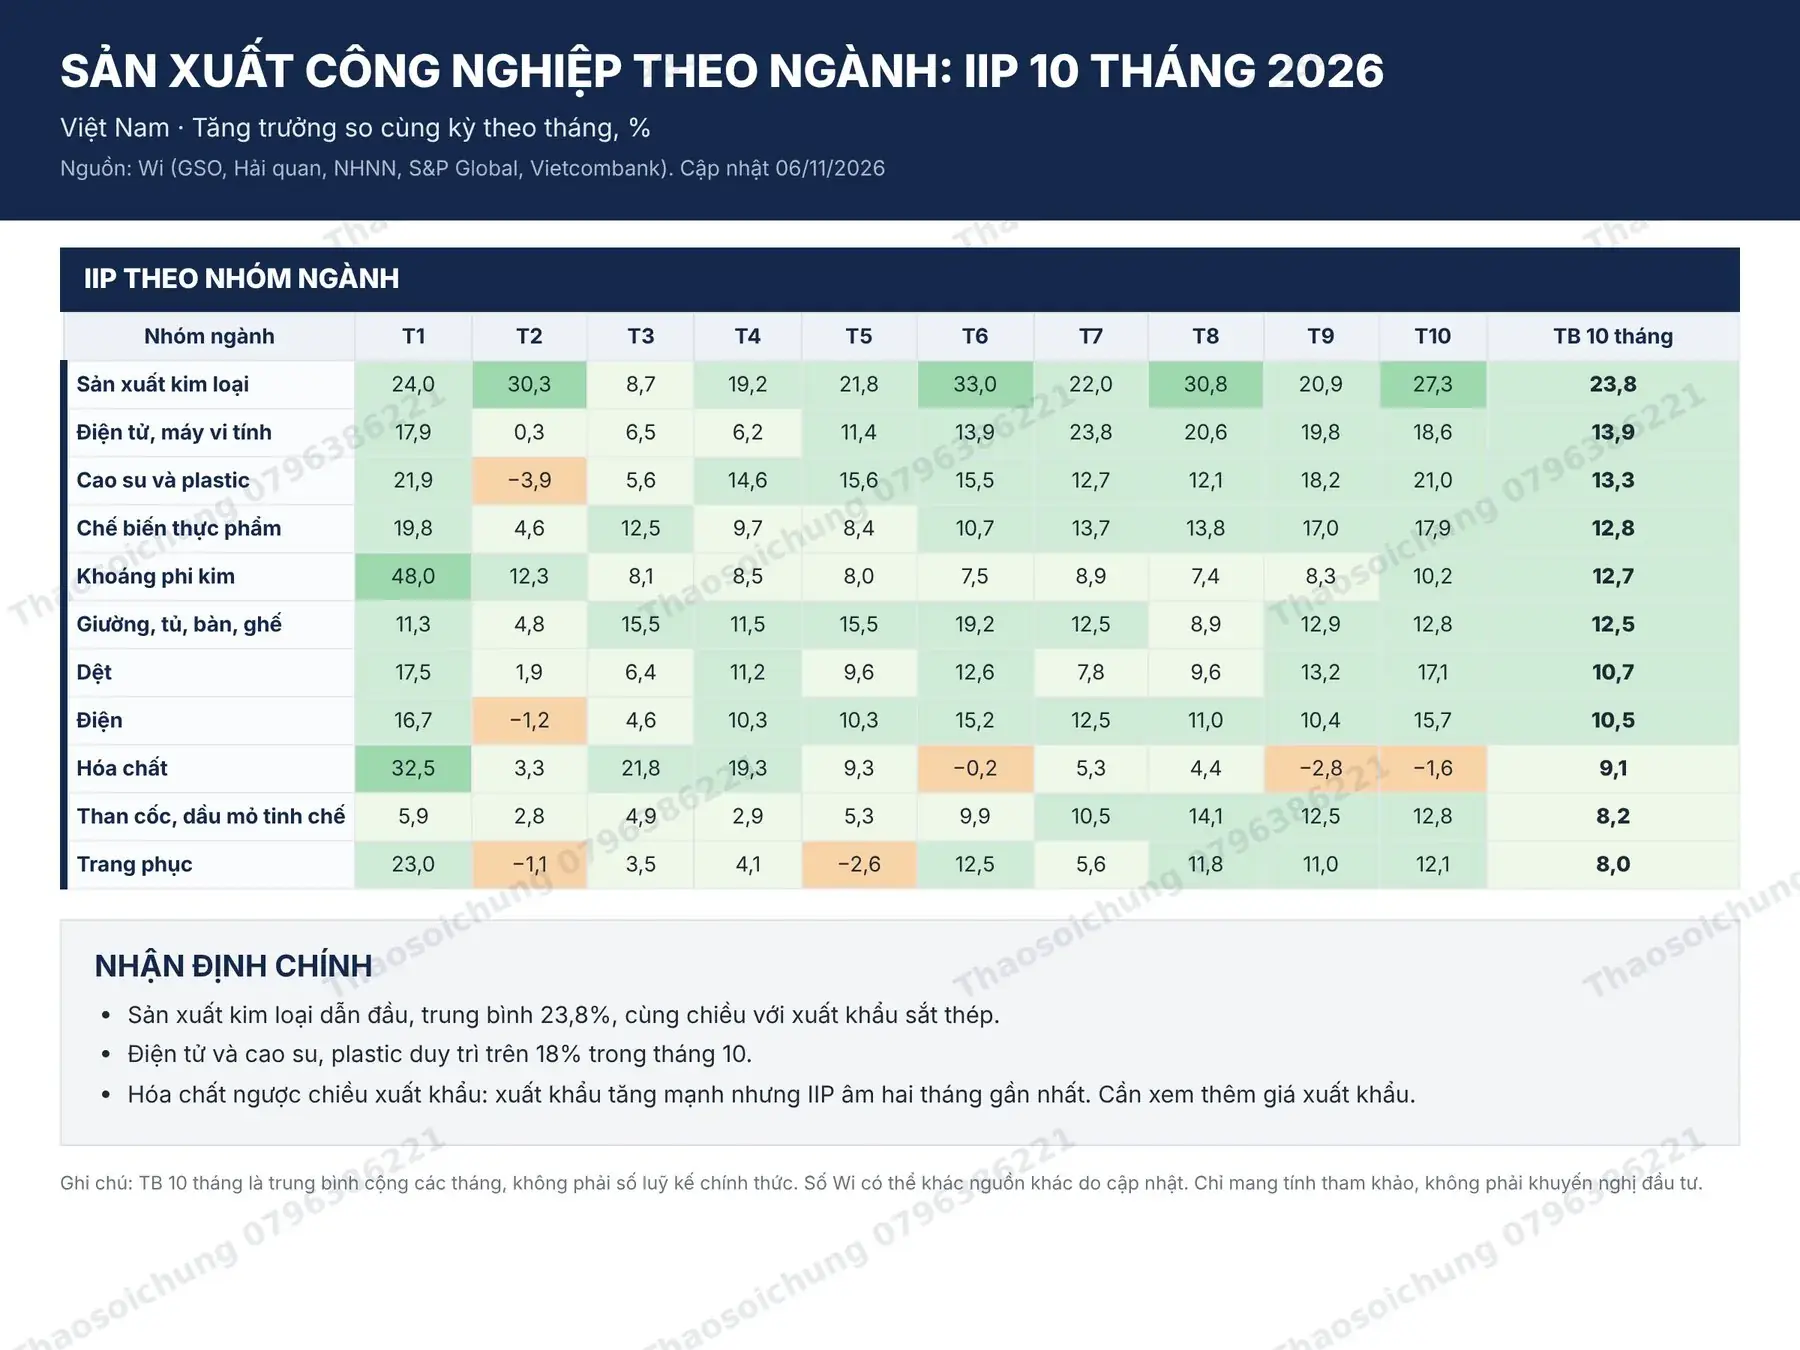 SẢN XUẤT CÔNG NGHIỆP THEO NGÀNH: IIP 10 THÁNG 2026
Việt Nam · Tăng trưởng so cùng kỳ theo tháng, %
Nguồn: Wi (GSO, Hải quan, NHNN, S&P Global, Vietcombank). Cập nhật 06/11/2026
IIP THEO NHÓM NGÀNH
Nhóm ngành T1 T2 T3 T4 T5 T6 T7 T8 T9 T10 TB 10 tháng
Sản xuất kim loại 24,0 30,3 8,7 19,2 21,8 33,0 22,0 30,8 20,9 27,3 23,8
Điện tử, máy vi tính 17,9 0,3 6,5 6,2 11,4 13,9 23,8 20,6 19,8 18,6 13,9
Cao su và plastic 21,9 −3,9 5,6 14,6 15,6 15,5 12,7 12,1 18,2 21,0 13,3
Chế biến thực phẩm 19,8 4,6 12,5 9,7 8,4 10,7 13,7 13,8 17,0 17,9 12,8
Khoáng phi kim 48,0 12,3 8,1 8,5 8,0 7,5 8,9 7,4 8,3 10,2 12,7
Giường, tủ, bàn, ghế 11,3 4,8 15,5 11,5 15,5 19,2 12,5 8,9 12,9 12,8 12,5
Dệt 17,5 1,9 6,4 11,2 9,6 12,6 7,8 9,6 13,2 17,1 10,7
Điện 16,7 −1,2 4,6 10,3 10,3 15,2 12,5 11,0 10,4 15,7 10,5
Hóa chất 32,5 3,3 21,8 19,3 9,3 −0,2 5,3 4,4 −2,8 −1,6 9,1
Than cốc, dầu mỏ tinh chế 5,9 2,8 4,9 2,9 5,3 9,9 10,5 14,1 12,5 12,8 8,2
Trang phục 23,0 −1,1 3,5 4,1 −2,6 12,5 5,6 11,8 11,0 12,1 8,0
NHẬN ĐỊNH CHÍNH
• Sản xuất kim loại dẫn đầu, trung bình 23,8%, cùng chiều với xuất khẩu sắt thép.
• Điện tử và cao su, plastic duy trì trên 18% trong tháng 10.
• Hóa chất ngược chiều xuất khẩu: xuất khẩu tăng mạnh nhưng IIP âm hai tháng gần nhất. Cần xem thêm giá xuất khẩu.
Ghi chú: TB 10 tháng là trung bình cộng các tháng, không phải số luỹ kế chính thức. Số Wi có thể khác nguồn khác do cập nhật. Chỉ mang tính tham khảo, không phải khuyến nghị đầu tư.
Thaosoichung 0796386221